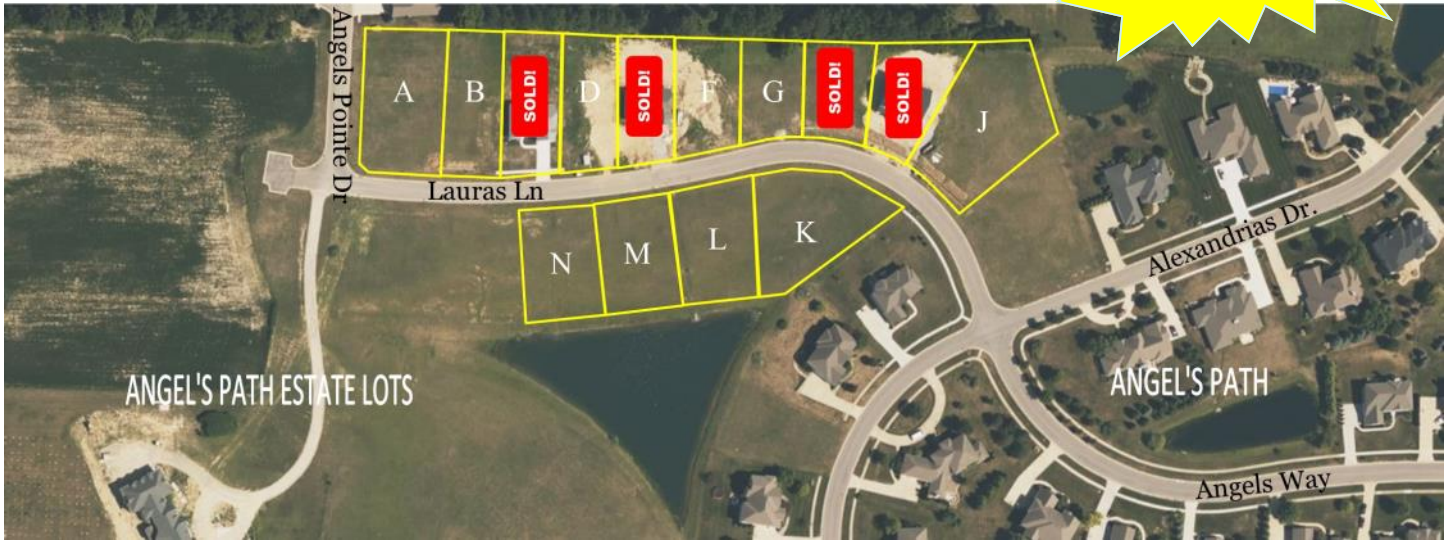 Angels Pointe Dr
A
B
SOLD!
D
SOLD!
F
G
SOLD!
SOLD!
J
Lauras Ln
N
M
L
K
Alexandrias Dr.
ANGEL'S PATH ESTATE LOTS
ANGEL'S PATH
Angels Way